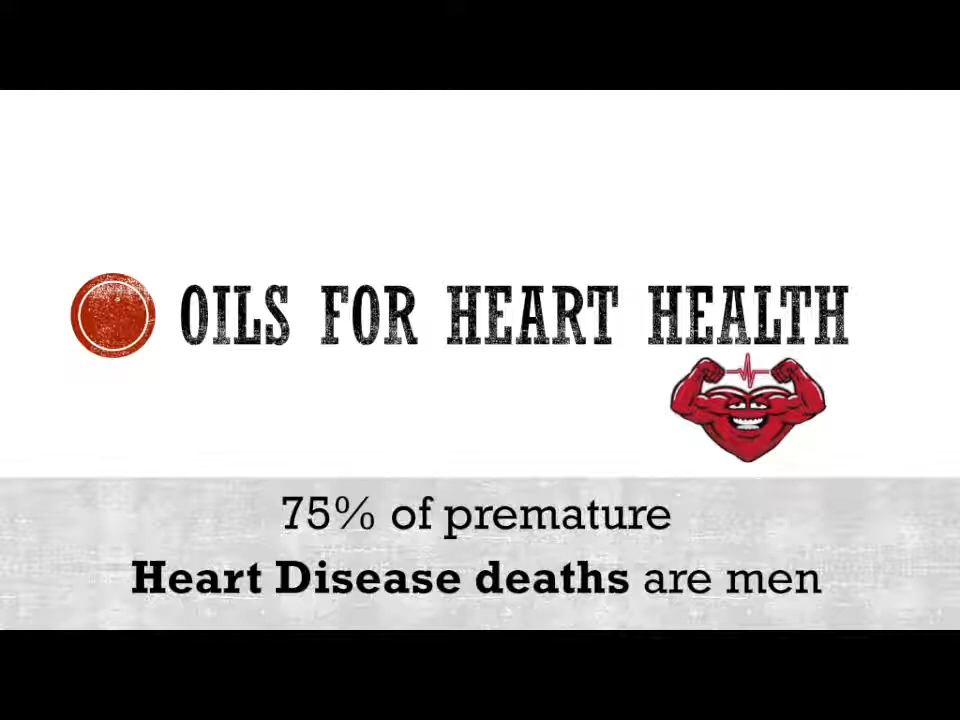 OILS FOR HEART HEALTH
75% of premature
Heart Disease deaths are men